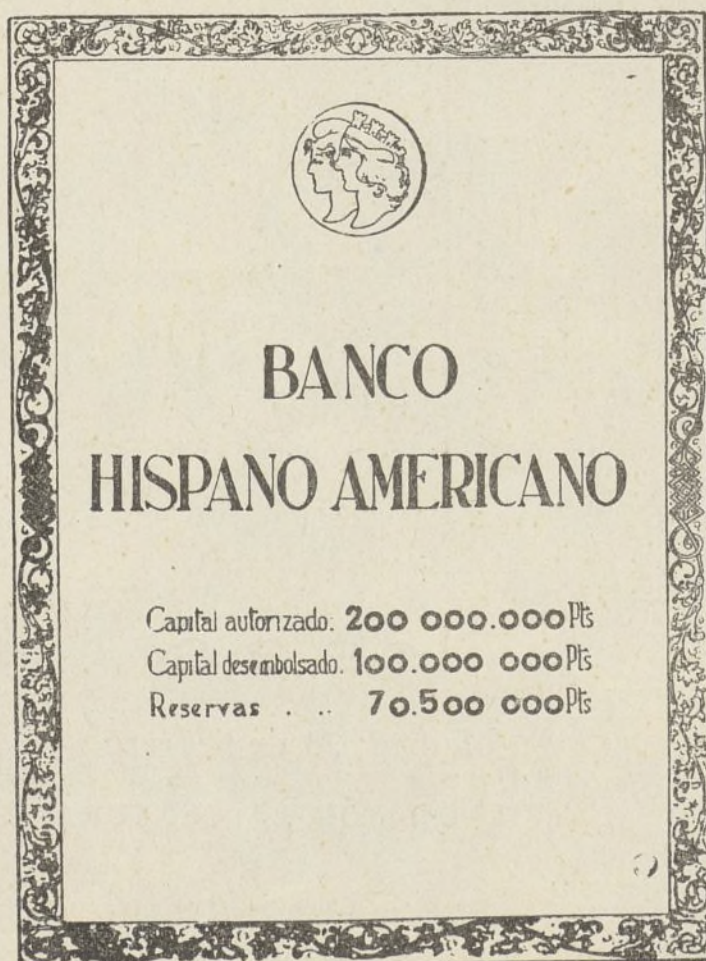 BANCO
HISPANO AMERICANO
Capital autorizado. 200 000.000 Pts
Capital desembolsado. 100.000 000 Pts
Reservas . .. 70.500 000 Pts